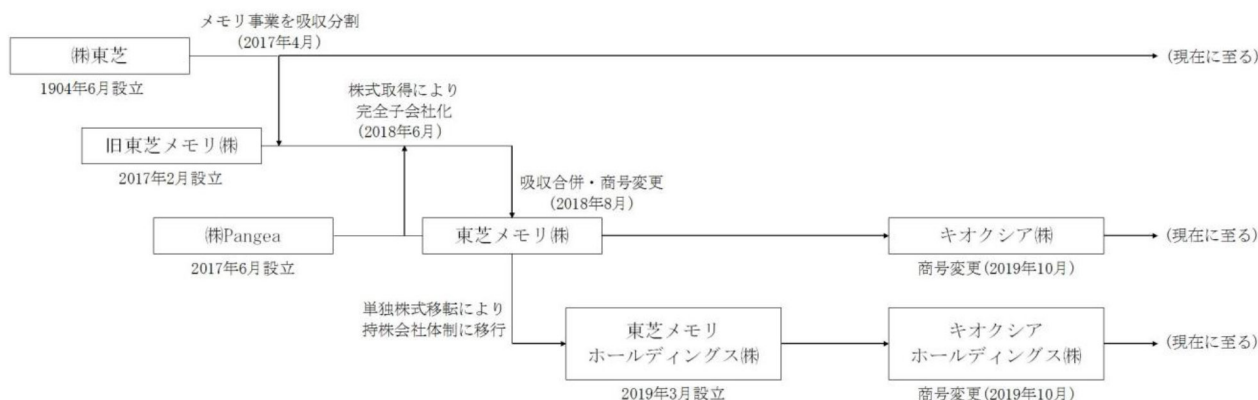 メモリ事業を吸収分割
(2017年4月)
㈱東芝
(現在に至る)
1904年6月設立
株式取得により
完全子会社化
(2018年6月)
旧東芝メモリ㈱
2017年2月設立
吸収合併・商号変更
(2018年8月)
㈱Pangea
東芝メモリ㈱
キオクシア㈱
(現在に至る)
2017年6月設立
商号変更(2019年10月)
単独株式移転により
持株会社体制に移行
東芝メモリ
ホールディングス㈱
キオクシア
ホールディングス㈱
(現在に至る)
2019年3月設立
商号変更(2019年10月)